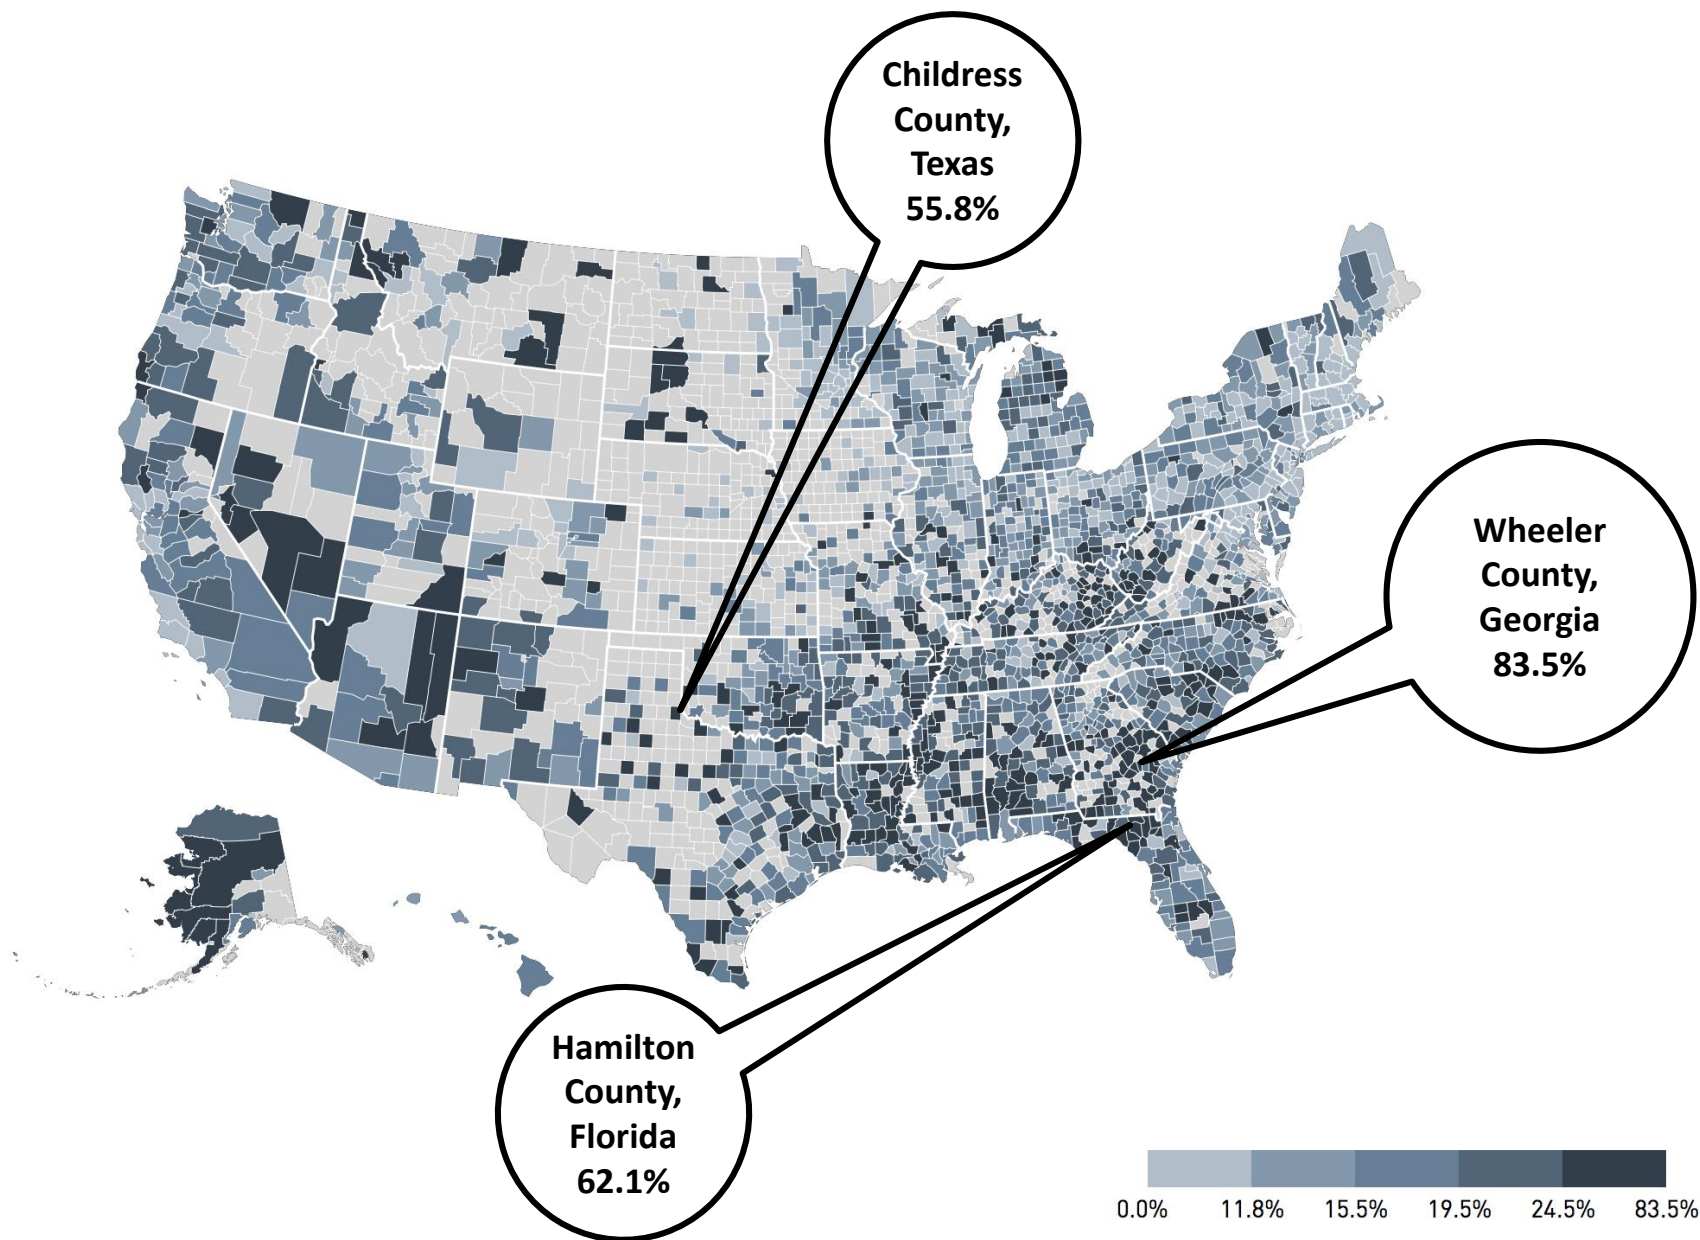 Childress
County,
Texas
55.8%
Wheeler
County,
Georgia
83.5%
Hamilton
County,
Florida
62.1%
0.0% 11.8% 15.5% 19.5% 24.5% 83.5%